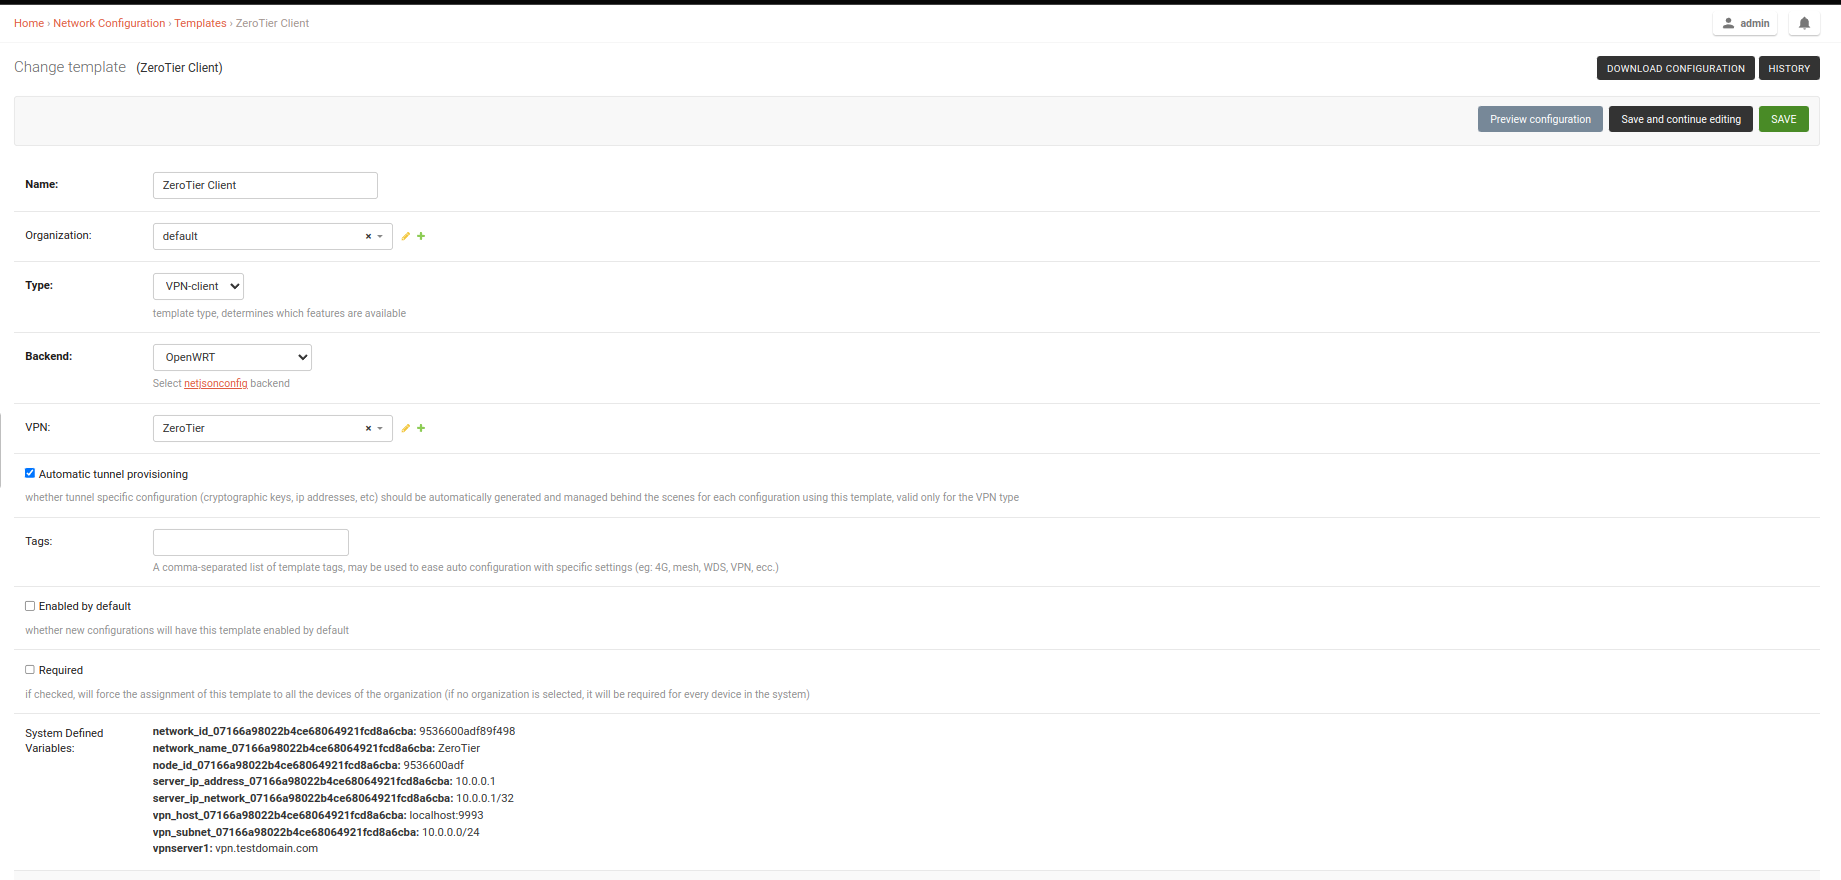 Home › Network Configuration › Templates › ZeroTier Client
admin
Change template (ZeroTier Client)
DOWNLOAD CONFIGURATION
HISTORY
Preview configuration
Save and continue editing
SAVE
Name:
ZeroTier Client
Organization:
default
Type:
VPN-client
template type, determines which features are available
Backend:
OpenWRT
Select netjsonconfig backend
VPN:
ZeroTier
Automatic tunnel provisioning
whether tunnel specific configuration (cryptographic keys, ip addresses, etc) should be automatically generated and managed behind the scenes for each configuration using this template, valid only for the VPN type
Tags:
A comma-separated list of template tags, may be used to ease auto configuration with specific settings (eg: 4G, mesh, WDS, VPN, ecc.)
Enabled by default
whether new configurations will have this template enabled by default
Required
if checked, will force the assignment of this template to all the devices of the organization (if no organization is selected, it will be required for every device in the system)
System Defined
Variables:
network_id_07166a98022b4ce68064921fcd8a6cba: 9536600adf89f498
network_name_07166a98022b4ce68064921fcd8a6cba: ZeroTier
node_id_07166a98022b4ce68064921fcd8a6cba: 9536600adf
server_ip_address_07166a98022b4ce68064921fcd8a6cba: 10.0.0.1
server_ip_network_07166a98022b4ce68064921fcd8a6cba: 10.0.0.1/32
vpn_host_07166a98022b4ce68064921fcd8a6cba: localhost:9993
vpn_subnet_07166a98022b4ce68064921fcd8a6cba: 10.0.0.0/24
vpnserver1: vpn.testdomain.com